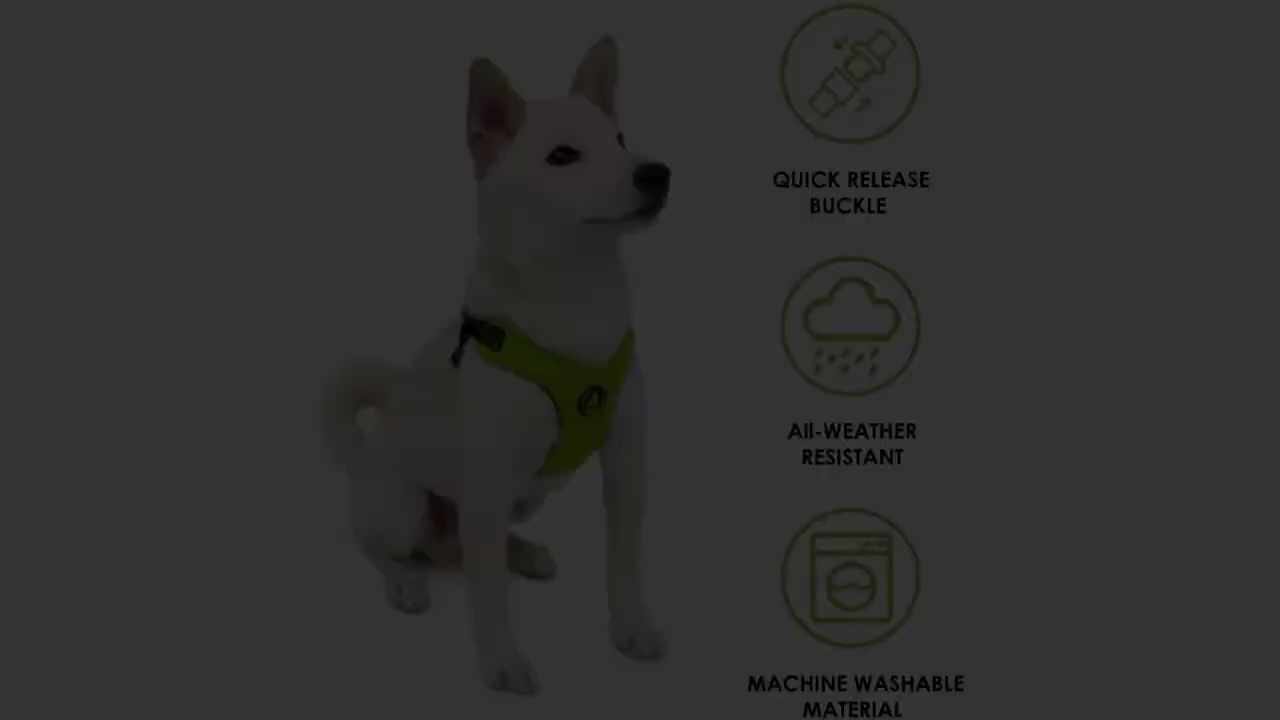 QUICK RELEASE
BUCKLE
All-WEATHER
RESISTANT
MACHINE WASHABLE
MATERIAL